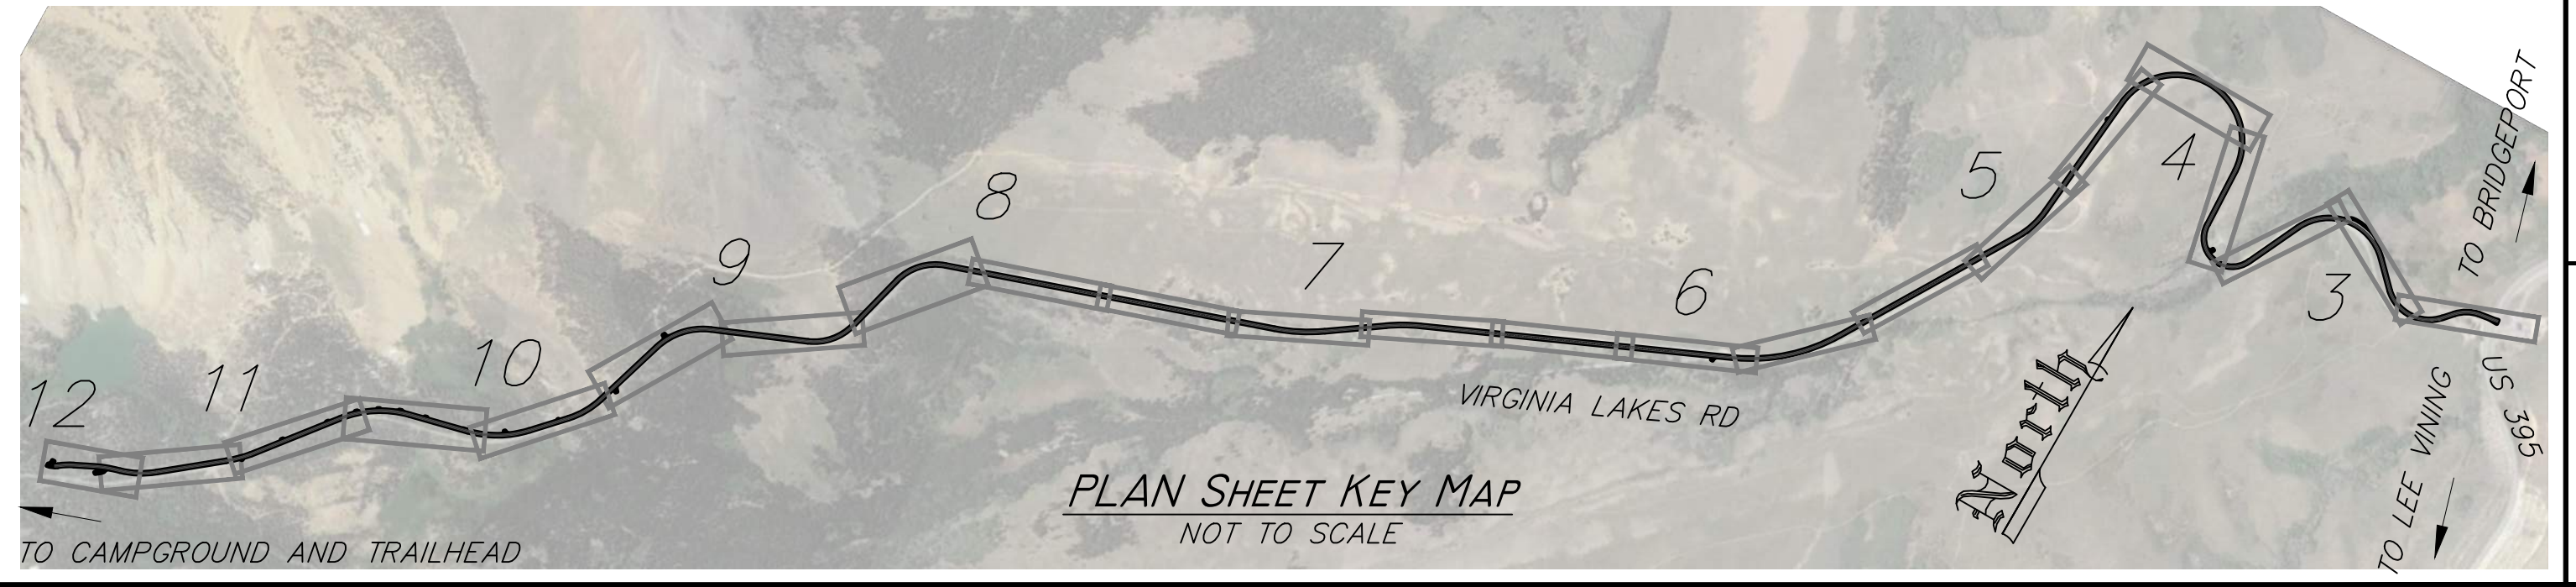 TO BRIDGEPORT
8
5
4
9
7
6
3
10
11
12
VIRGINIA LAKES RD
North
US 395
TO LEE VINING
PLAN SHEET KEY MAP
NOT TO SCALE
TO CAMPGROUND AND TRAILHEAD